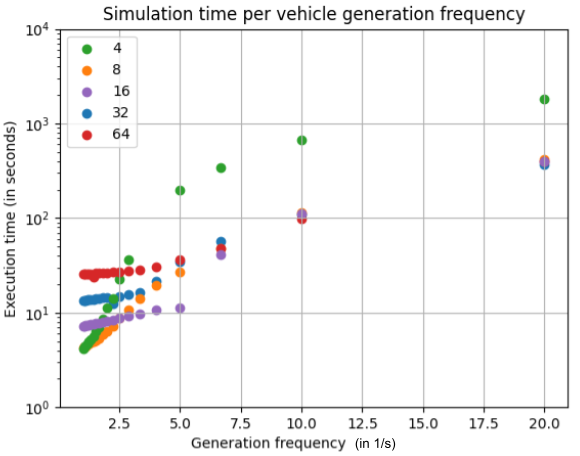 Simulation time per vehicle generation frequency
10^4
10^3
10^2
10^1
10^0
Execution time (in seconds)
4
8
16
32
64
2.5 5.0 7.5 10.0 12.5 15.0 17.5 20.0
Generation frequency (in 1/s)